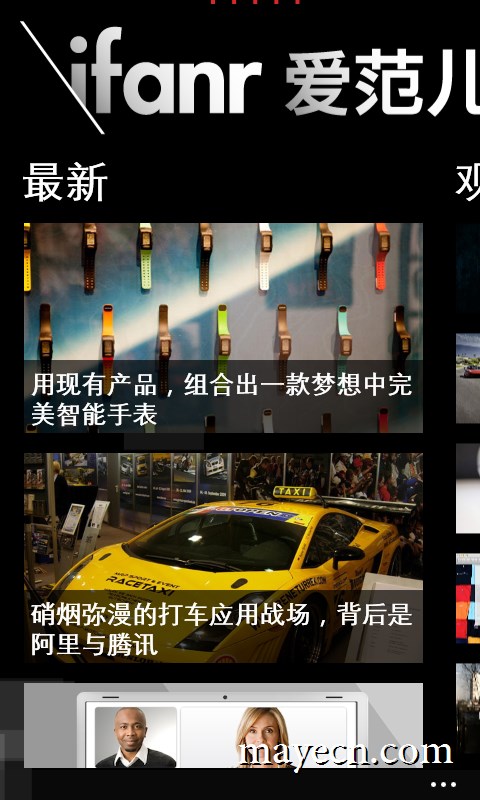 ifanr 爱范儿
最新
观
用现有产品，组合出一款梦想中完
美智能手表
TAXI
RACETAXI
硝烟弥漫的打车应用战场，背后是
阿里与腾讯
mayecn.com